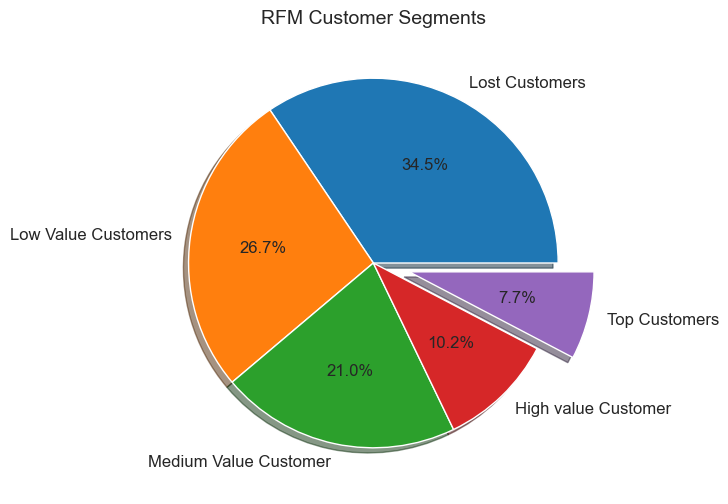 RFM Customer Segments
Lost Customers
34.5%
Low Value Customers
26.7%
7.7%
Top Customers
10.2%
21.0%
High value Customer
Medium Value Customer